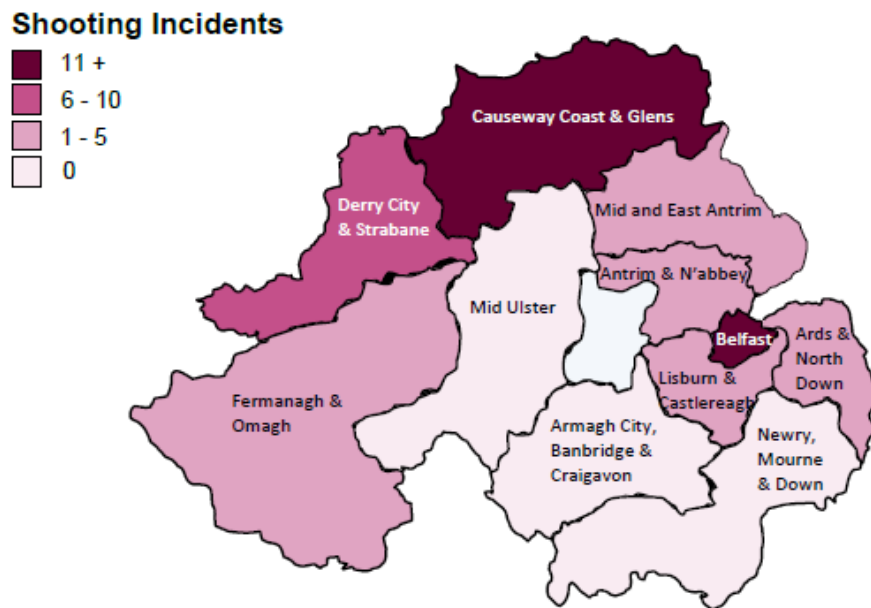 Shooting Incidents
11 +
6 - 10
1 - 5
0
Causeway Coast & Glens
Derry City
& Strabane
Mid and East Antrim
Antrim & N'abbey
Mid Ulster
Belfast
Ards &
North
Down
Lisburn &
Castlereagh
Fermanagh &
Omagh
Armagh City,
Banbridge &
Craigavon
Newry,
Mourne
& Down